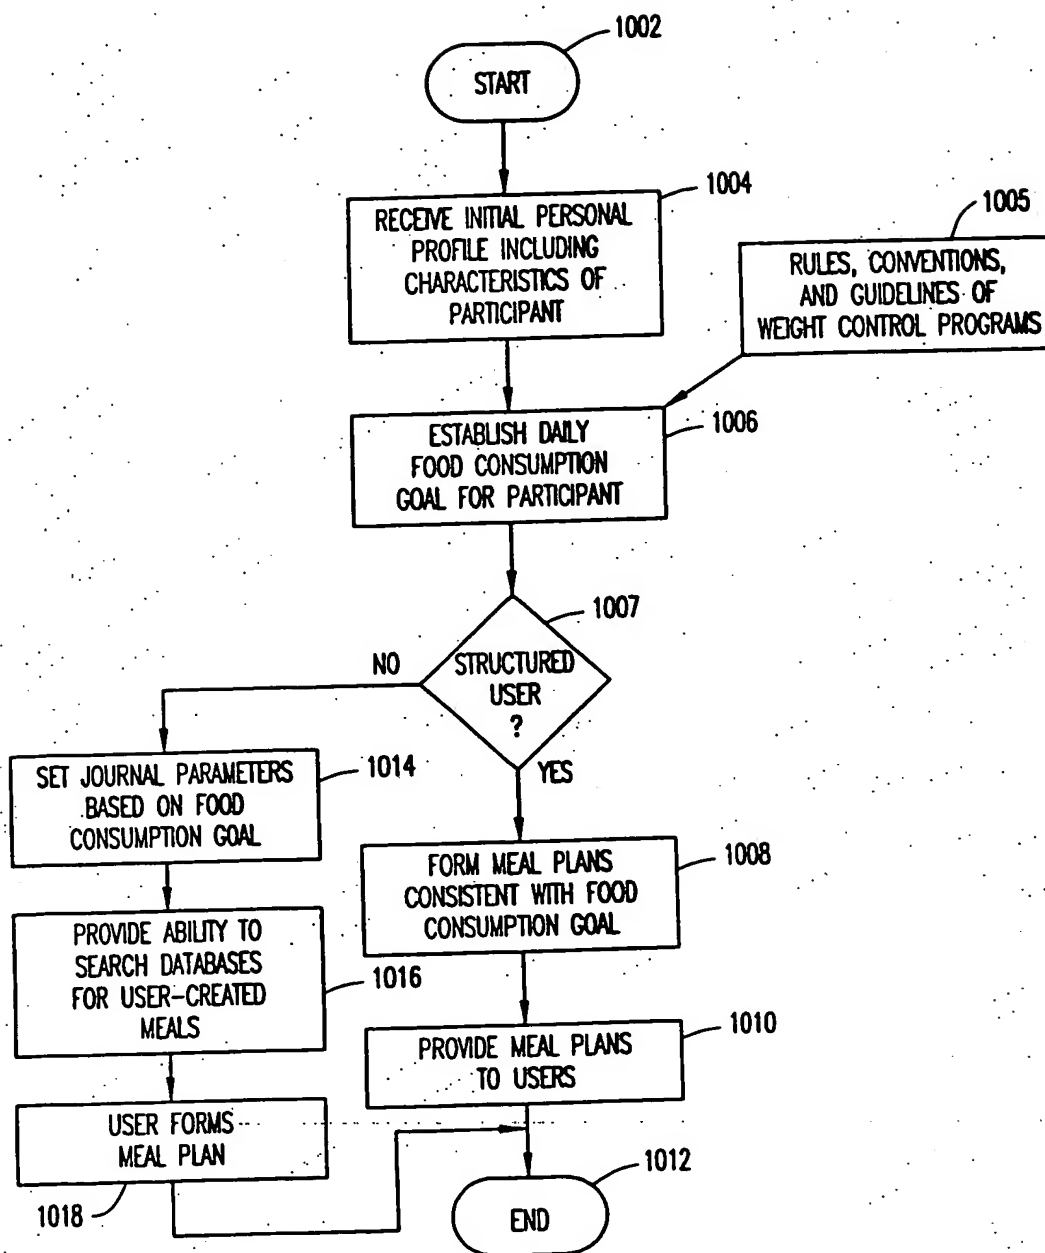 1002
START
1004
RECEIVE INITIAL PERSONAL
PROFILE INCLUDING
CHARACTERISTICS OF
PARTICIPANT
1005
RULES, CONVENTIONS,
AND GUIDELINES OF
WEIGHT CONTROL PROGRAMS
1006
ESTABLISH DAILY
FOOD CONSUMPTION
GOAL FOR PARTICIPANT
1007
STRUCTURED
USER
?
NO
YES
1014
SET JOURNAL PARAMETERS
BASED ON FOOD
CONSUMPTION GOAL
1008
FORM MEAL PLANS
CONSISTENT WITH FOOD
CONSUMPTION GOAL
PROVIDE ABILITY TO
SEARCH DATABASES
FOR USER-CREATED
MEALS
1016
1010
PROVIDE MEAL PLANS
TO USERS
USER FORMS
MEAL PLAN
1018
1012
END